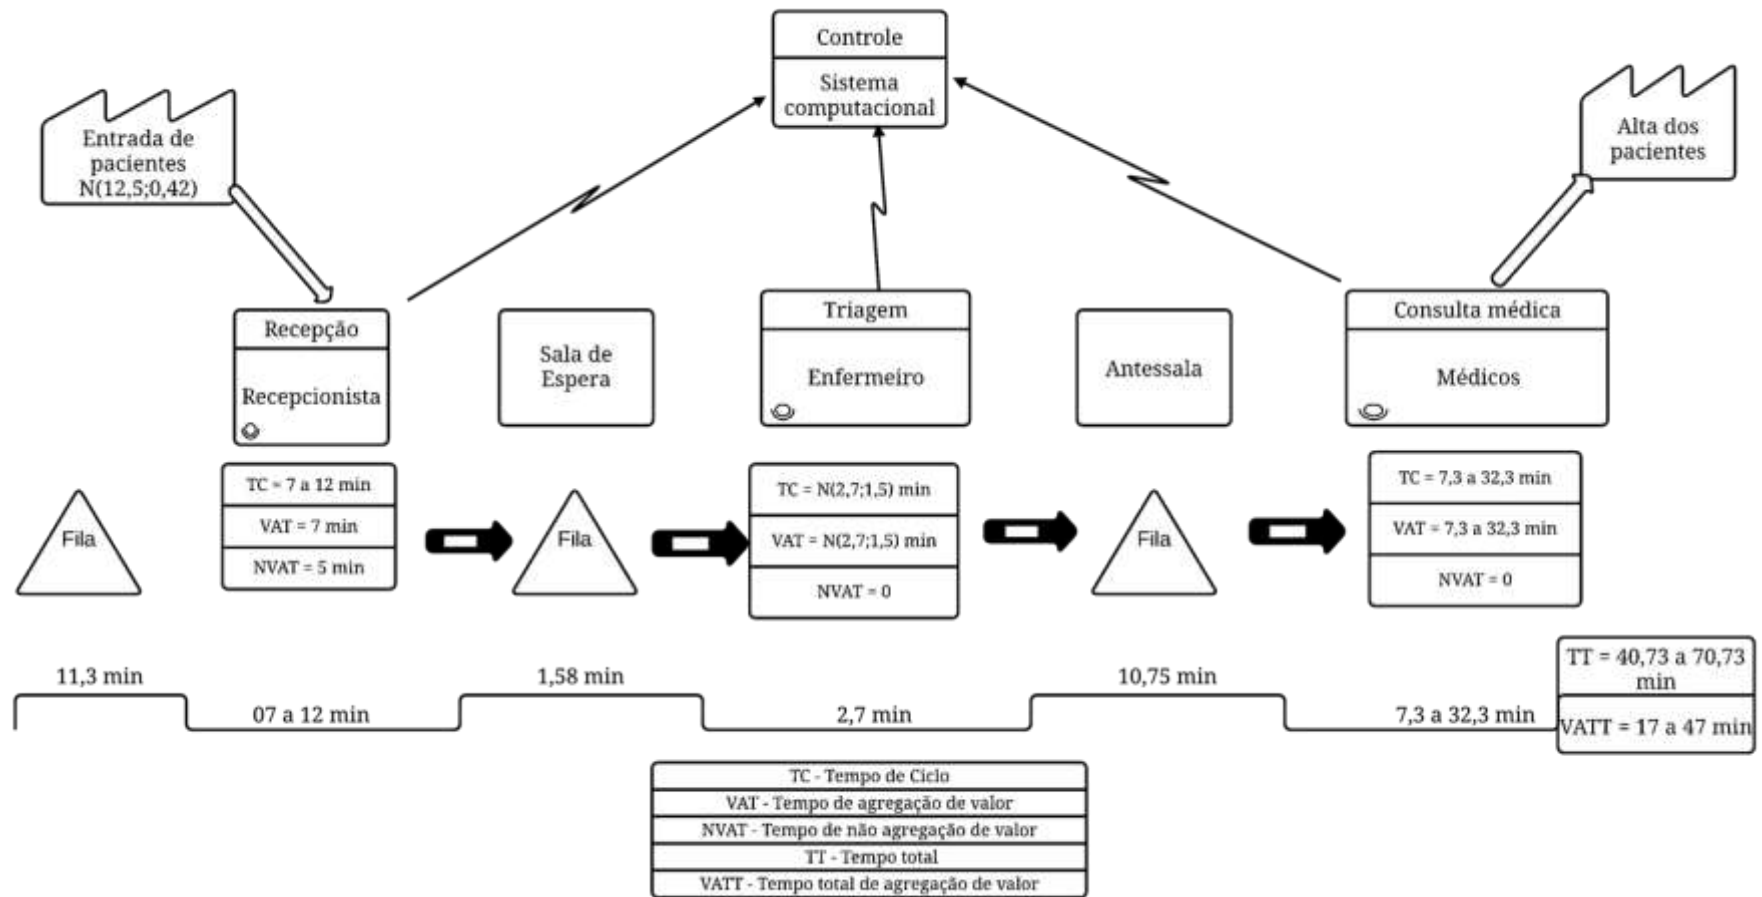 Controle
Sistema
computacional
Entrada de
pacientes
N(12,5;0,42)
Alta dos
pacientes
Recepção
Recepcionista
Sala de
Espera
Triagem
Enfermeiro
Antessala
Consulta médica
Médicos
Fila
TC = 7 a 12 min
VAT = 7 min
NVAT = 5 min
Fila
TC = N(2,7;1,5) min
VAT = N(2,7;1,5) min
NVAT = 0
Fila
TC = 7,3 a 32,3 min
VAT = 7,3 a 32,3 min
NVAT = 0
11,3 min
07 a 12 min
1,58 min
2,7 min
10,75 min
7,3 a 32,3 min
TT = 40,73 a 70,73
min
VATT = 17 a 47 min
TC - Tempo de Ciclo
VAT - Tempo de agregação de valor
NVAT - Tempo de não agregação de valor
TT - Tempo total
VATT - Tempo total de agregação de valor